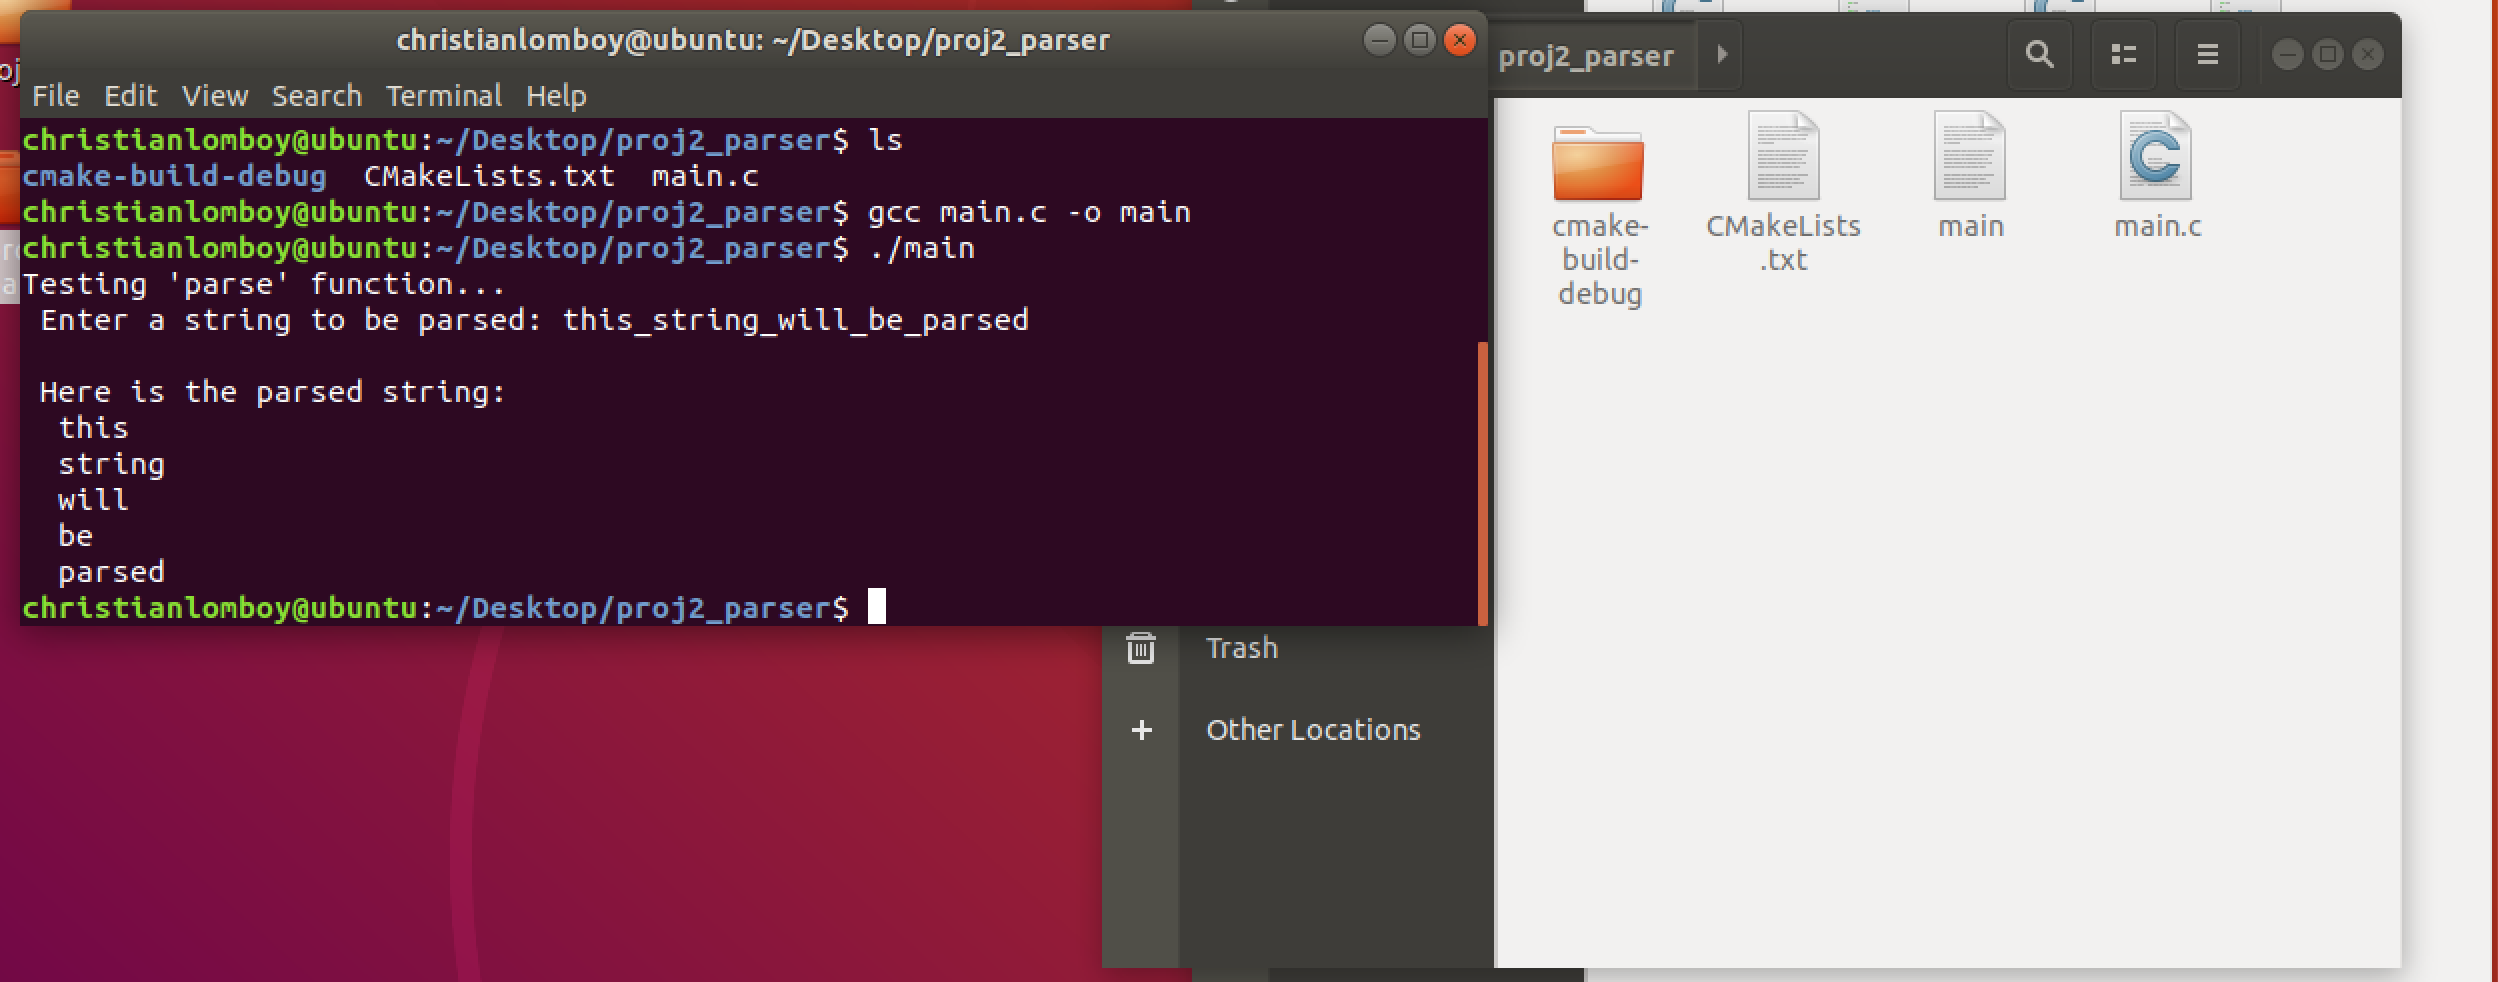 christianlomboy@ubuntu: ~/Desktop/proj2_parser
File Edit View Search Terminal Help
christianlomboy@ubuntu:~/Desktop/proj2_parser$ ls
cmake-build-debug  CMakeLists.txt  main.c
christianlomboy@ubuntu:~/Desktop/proj2_parser$ gcc main.c -o main
christianlomboy@ubuntu:~/Desktop/proj2_parser$ ./main
Testing 'parse' function...
Enter a string to be parsed: this_string_will_be_parsed
Here is the parsed string:
this
string
will
be
parsed
christianlomboy@ubuntu:~/Desktop/proj2_parser$
proj2_parser
cmake-
build-
debug
CMakeLists
.txt
main
main.c
Trash
Other Locations